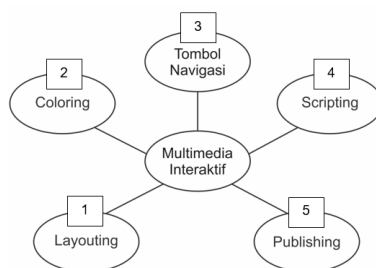 3
Tombol
Navigasi
2
Coloring
4
Scripting
Multimedia
Interaktif
1
Layouting
5
Publishing